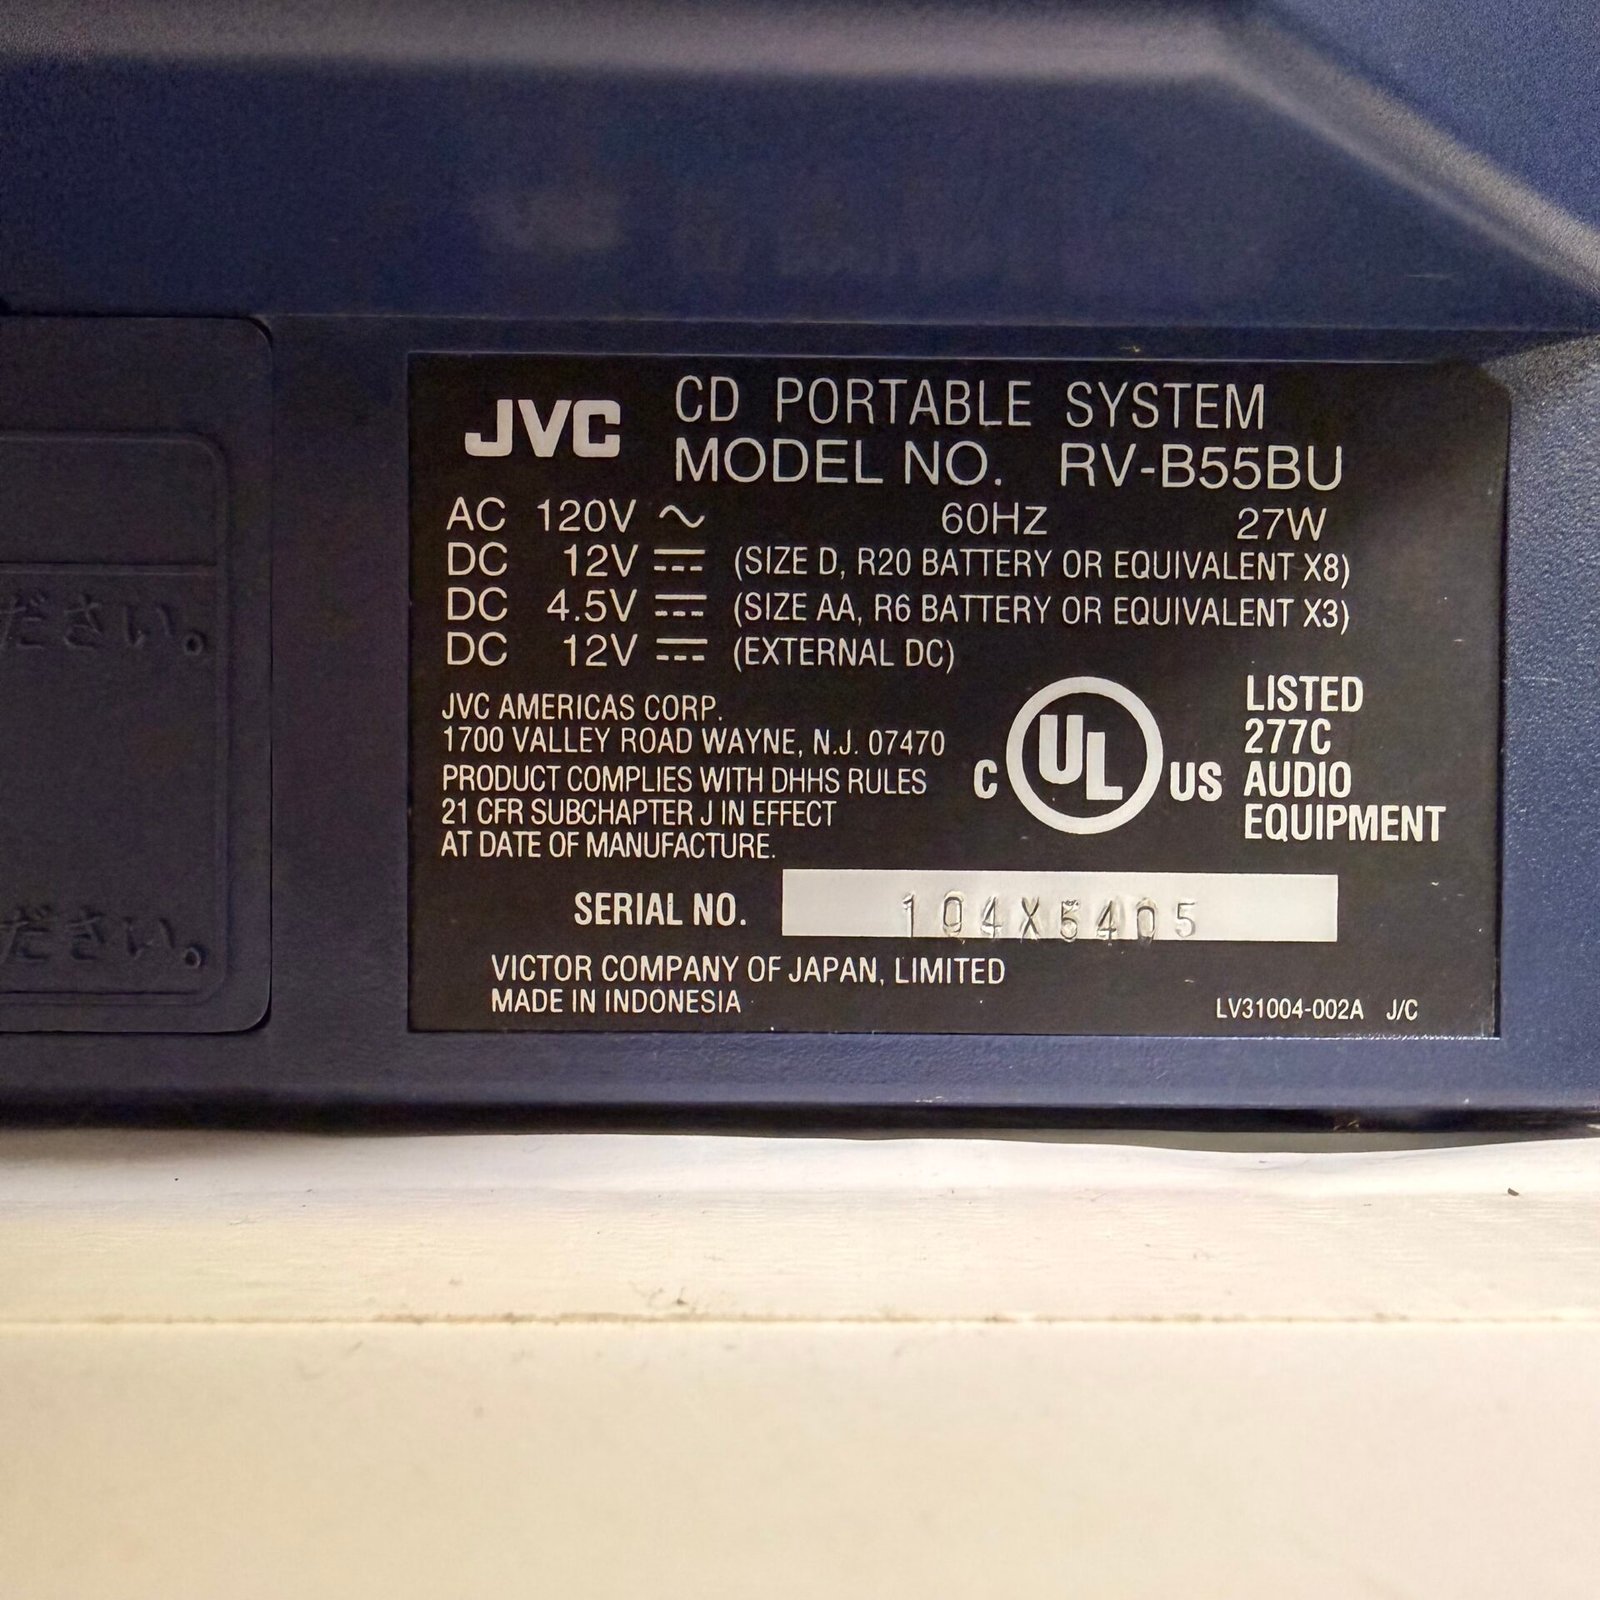 JVC CD PORTABLE SYSTEM
MODEL NO. RV-B55BU
AC 120V ~ 60Hz 27W
DC 12V ⎓ (SIZE D, R20 BATTERY OR EQUIVALENT X8)
DC 4.5V ⎓ (SIZE AA, R6 BATTERY OR EQUIVALENT X3)
DC 12V ⎓ (EXTERNAL DC)
JVC AMERICAS CORP.
1700 VALLEY ROAD WAYNE, N.J. 07470
PRODUCT COMPLIES WITH DHHS RULES
21 CFR SUBCHAPTER J IN EFFECT
AT DATE OF MANUFACTURE.
C UL US
LISTED
277C
AUDIO
EQUIPMENT
SERIAL NO. 104X5405
VICTOR COMPANY OF JAPAN, LIMITED
MADE IN INDONESIA
LV31004-002A J/C
ださい。
ださい。